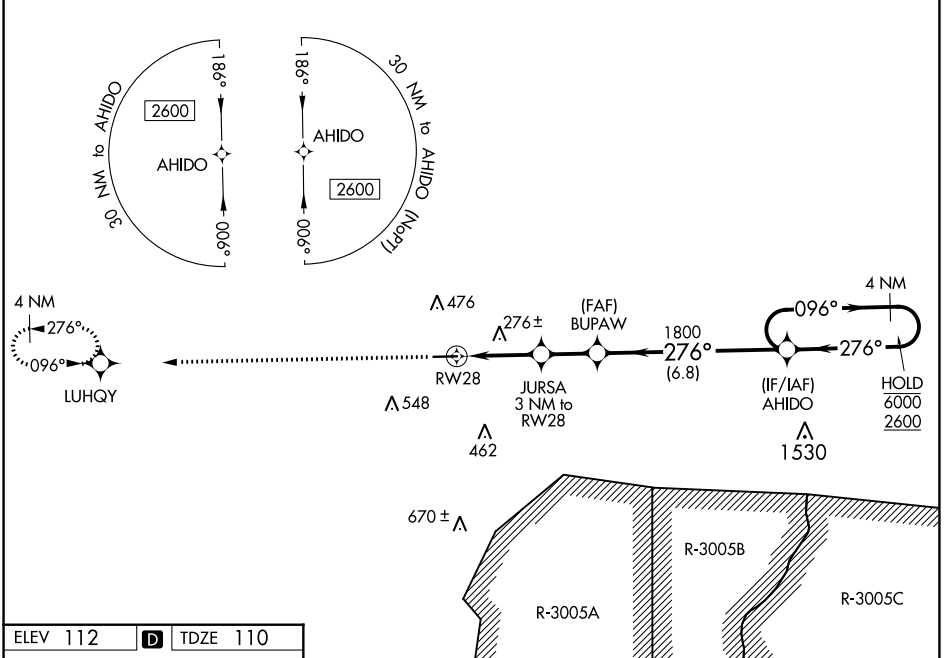 30 NM to AHIDO
2600
186°
AHIDO
006°
186°
AHIDO
2600
006°
30 NM to AHIDO (NoPT)
4 NM
276°
096°
LUHQY
476
276±
548
462
RW28
JURSA
3 NM to
RW28
(FAF)
BUPAW
1800
276°
(6.8)
096°
4 NM
276°
(IF/IAF)
AHIDO
HOLD
6000
2600
1530
670 ±
R-3005A
R-3005B
R-3005C
ELEV 112 D TDZE 110